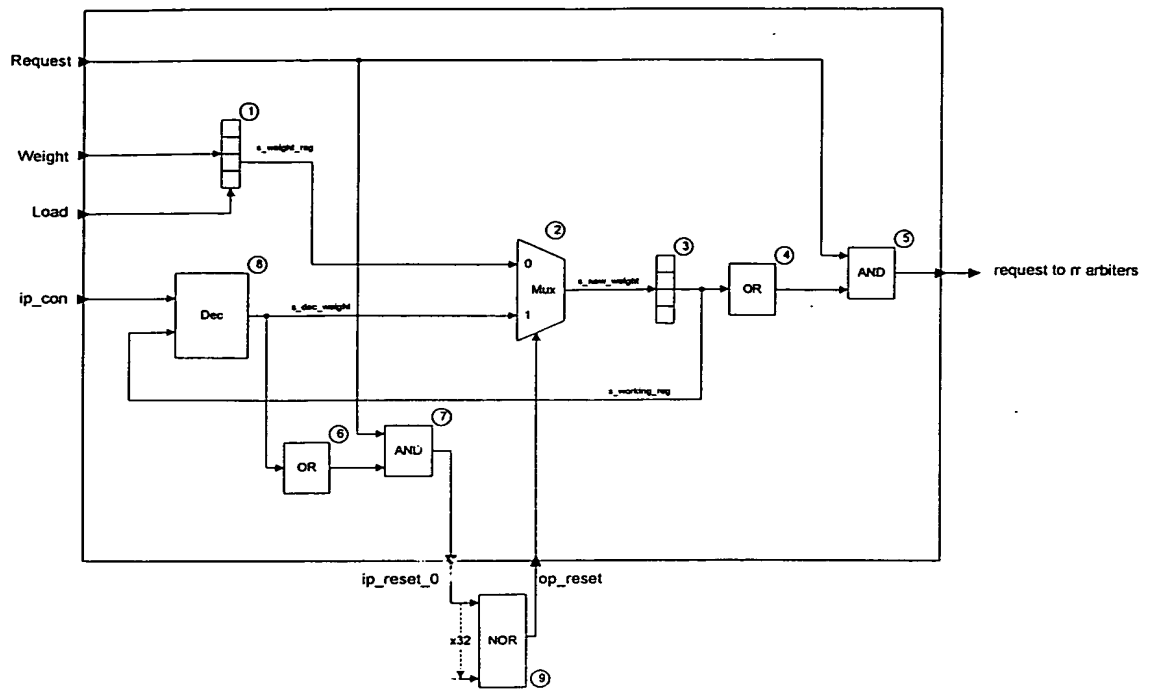 Request
1
Weight
s_weight_reg
Load
2
3
4
5
8
0
Mux
1
s_new_weight
OR
AND
request to rr arbiters
ip_con
Dec
s_dec_weight
s_working_reg
6
7
OR
AND
ip_reset_0
op_reset
x32
NOR
9